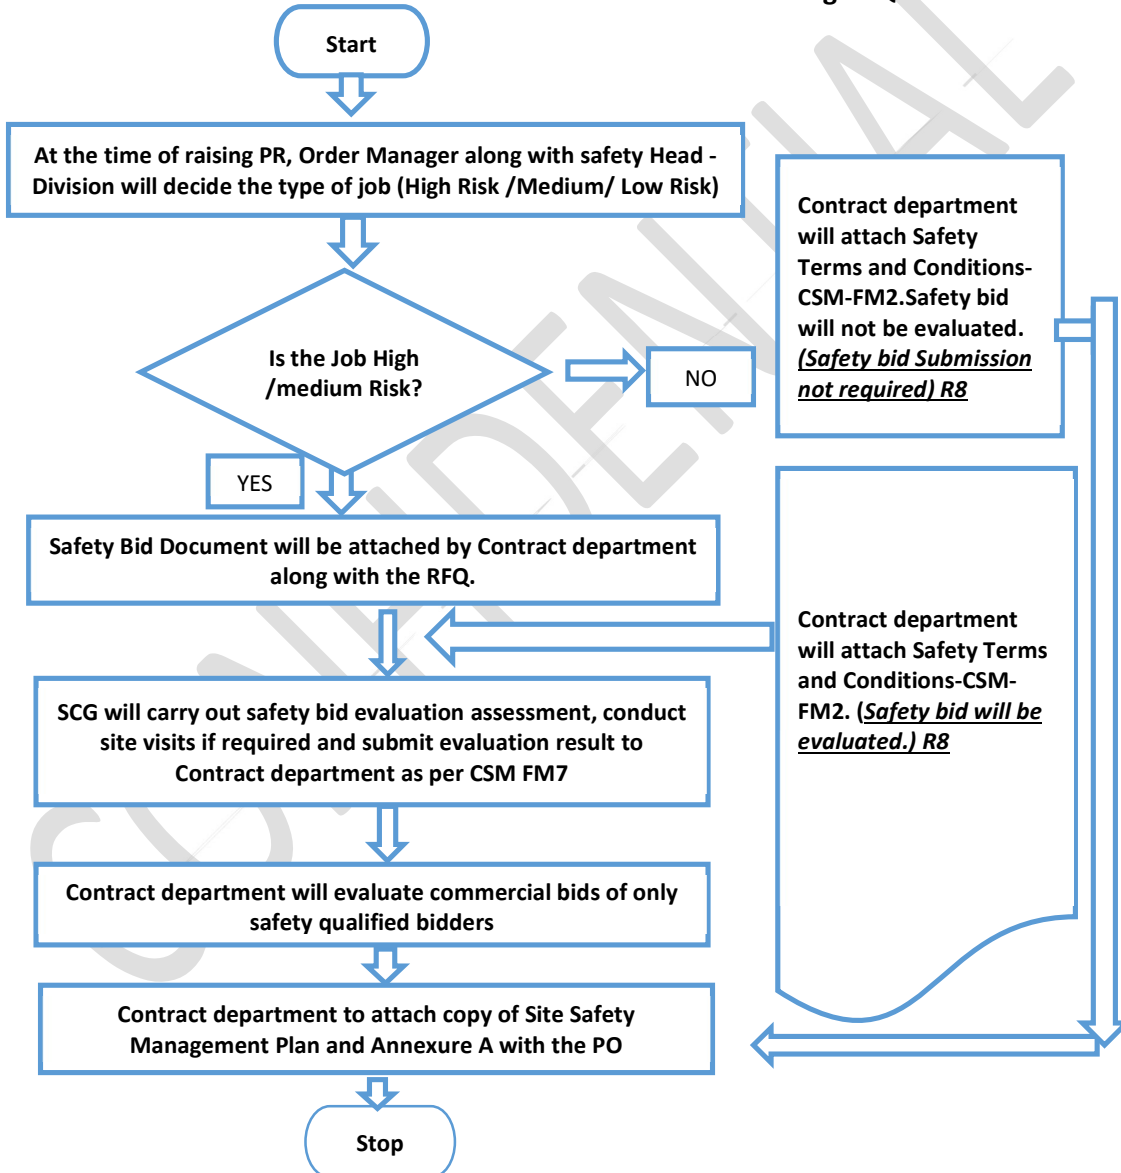 Start
At the time of raising PR, Order Manager along with safety Head -
Division will decide the type of job (High Risk /Medium/ Low Risk)
Contract department
will attach Safety
Terms and Conditions-
CSM-FM2.Safety bid
will not be evaluated.
(Safety bid Submission
not required) R8
Is the Job High
/medium Risk?
NO
YES
Safety Bid Document will be attached by Contract department
along with the RFQ.
Contract department
will attach Safety Terms
and Conditions-CSM-
FM2. (Safety bid will be
evaluated.) R8
SCG will carry out safety bid evaluation assessment, conduct
site visits if required and submit evaluation result to
Contract department as per CSM FM7
Contract department will evaluate commercial bids of only
safety qualified bidders
Contract department to attach copy of Site Safety
Management Plan and Annexure A with the PO
Stop
CONFIDENTIAL